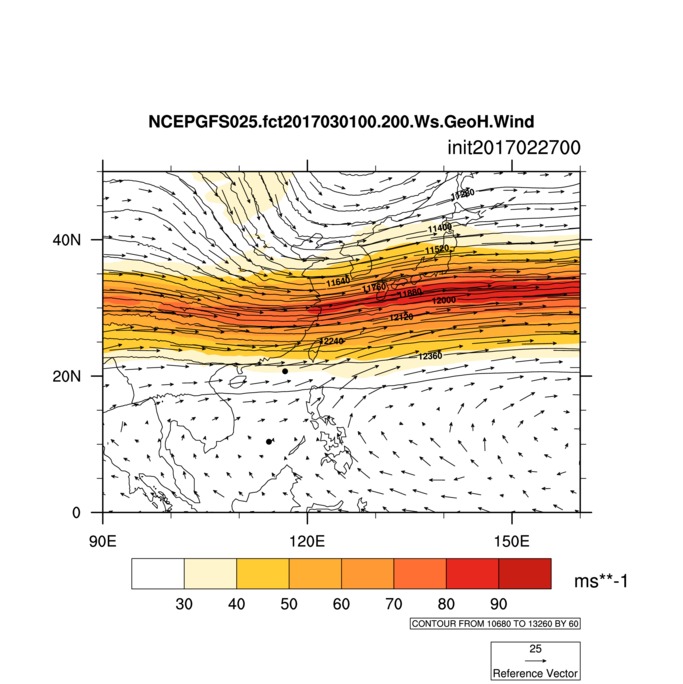 NCEPGFS025.fct2017030100.200.Ws.GeoH.Wind
init2017022700
40N
20N
0
11280
11400
11520
11640
11760
11880
12000
12120
12240
12360
90E 120E 150E
30 40 50 60 70 80 90
ms**-1
CONTOUR FROM 10680 TO 13260 BY 60
25
Reference Vector